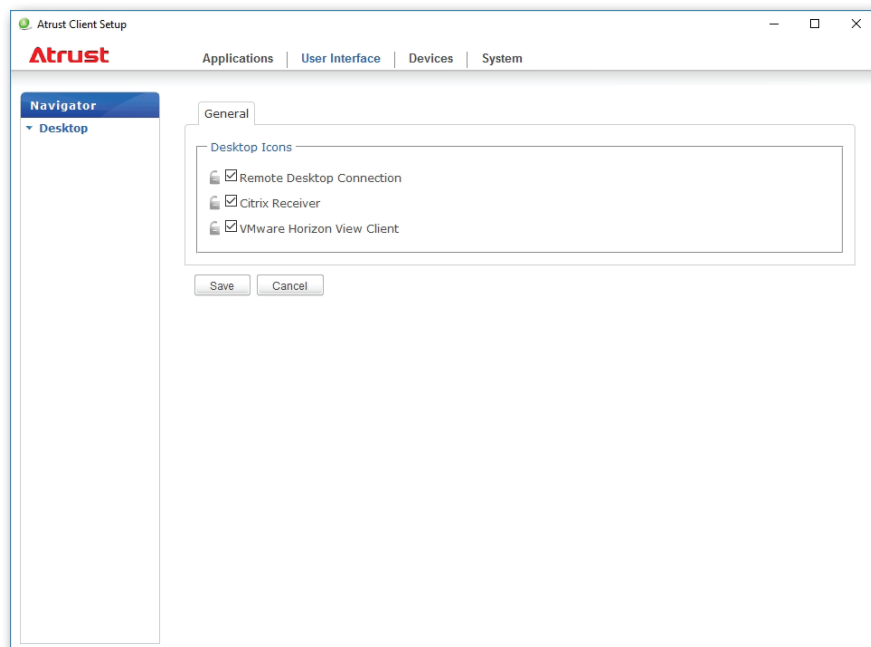 Atrust Client Setup
Atrust
Applications User Interface Devices System
Navigator
Desktop
General
Desktop Icons
Remote Desktop Connection
Citrix Receiver
VMware Horizon View Client
Save Cancel